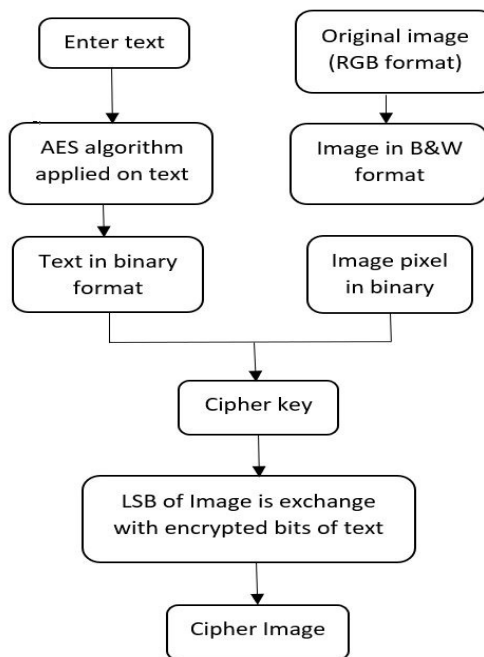 Enter text
Original image
(RGB format)
AES algorithm
applied on text
Image in B&W
format
Text in binary
format
Image pixel
in binary
Cipher key
LSB of Image is exchange
with encrypted bits of text
Cipher Image